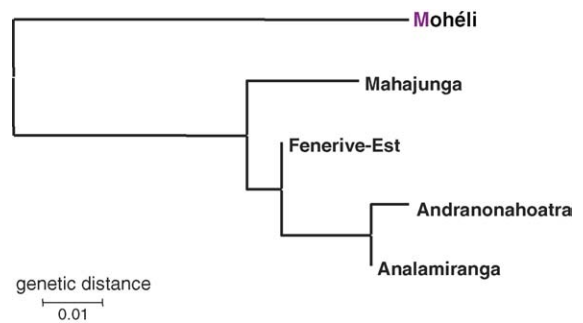 Mohéli
Mahajunga
Fenerive-Est
Andranonahoatra
Analamiranga
genetic distance
0.01